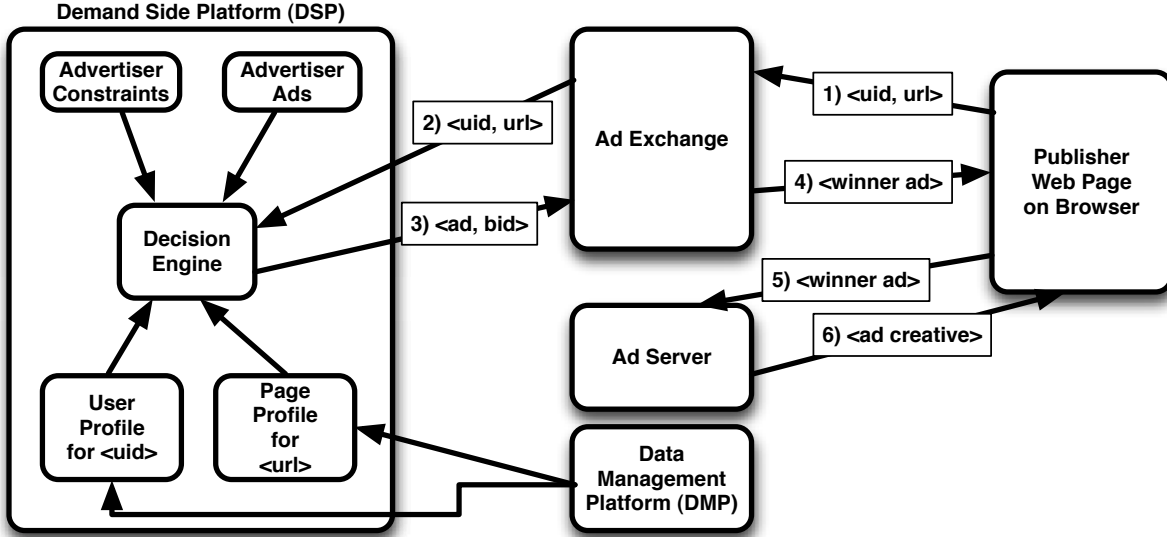 Demand Side Platform (DSP)
Advertiser
Constraints
Advertiser
Ads
Decision
Engine
User
Profile
for <uid>
Page
Profile
for
<url>
2) <uid, url>
3) <ad, bid>
Ad Exchange
Ad Server
Data
Management
Platform (DMP)
1) <uid, url>
4) <winner ad>
5) <winner ad>
6) <ad creative>
Publisher
Web Page
on Browser